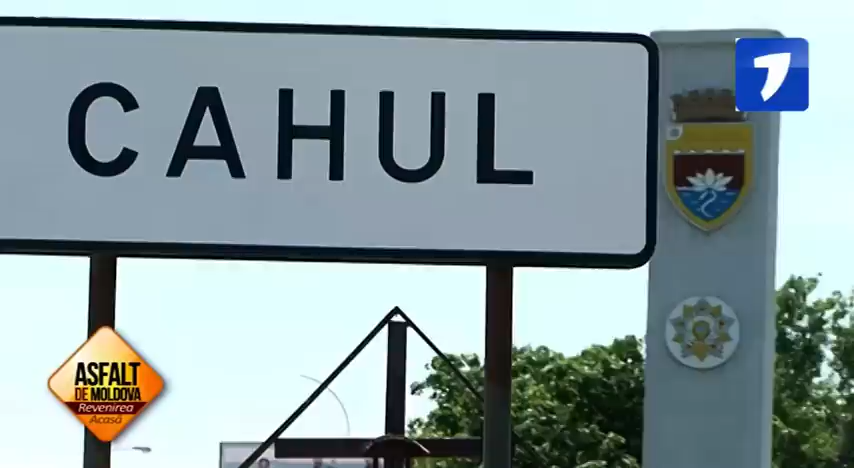 CAHUL
ASFALT
DE MOLDOVA
Revenirea
Acasă